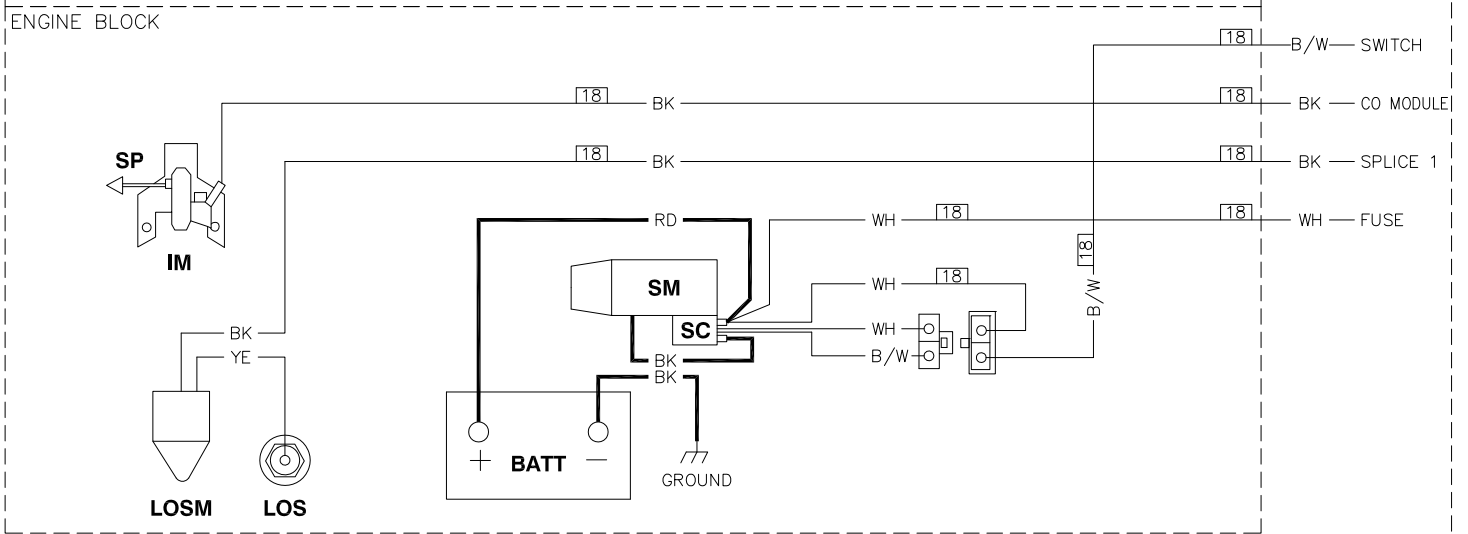 ENGINE BLOCK
18 B/W SWITCH
18 BK 18 BK CO MODULE
SP
18 BK 18 BK SPLICE 1
RD WH 18 18 WH FUSE
IM
18
SM WH 18
B/W
SC WH
BK
BK B/W
YE BK
BATT
+ −
GROUND
LOSM LOS